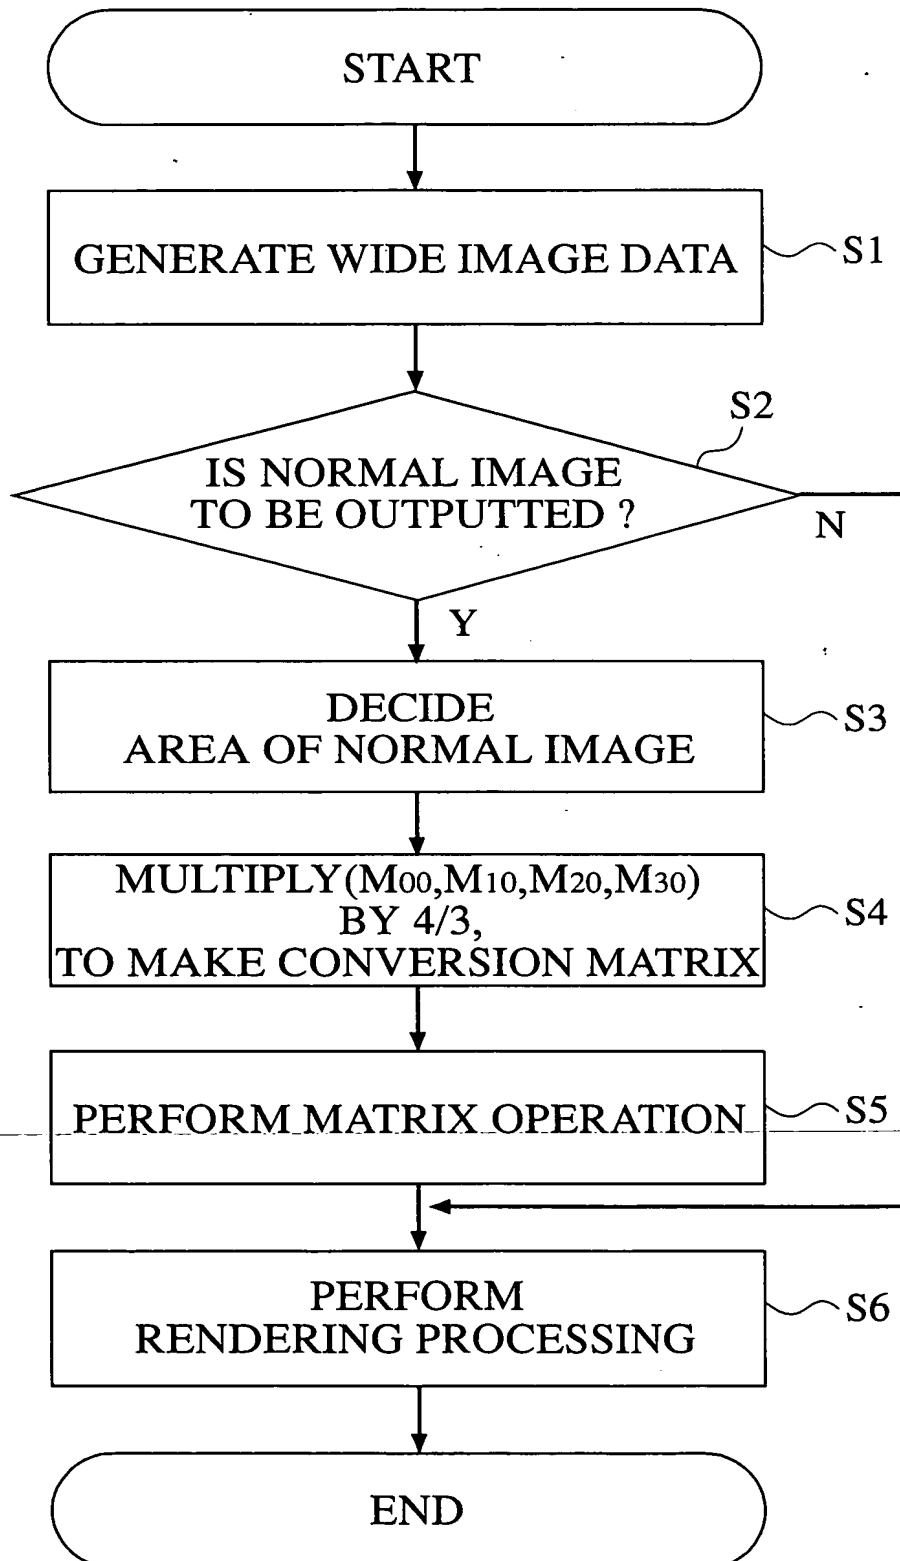 START
GENERATE WIDE IMAGE DATA
S1
S2
IS NORMAL IMAGE
TO BE OUTPUTTED ?
N
Y
DECIDE
AREA OF NORMAL IMAGE
S3
MULTIPLY(M00,M10,M20,M30)
BY 4/3,
TO MAKE CONVERSION MATRIX
S4
PERFORM MATRIX OPERATION
S5
PERFORM
RENDERING PROCESSING
S6
END